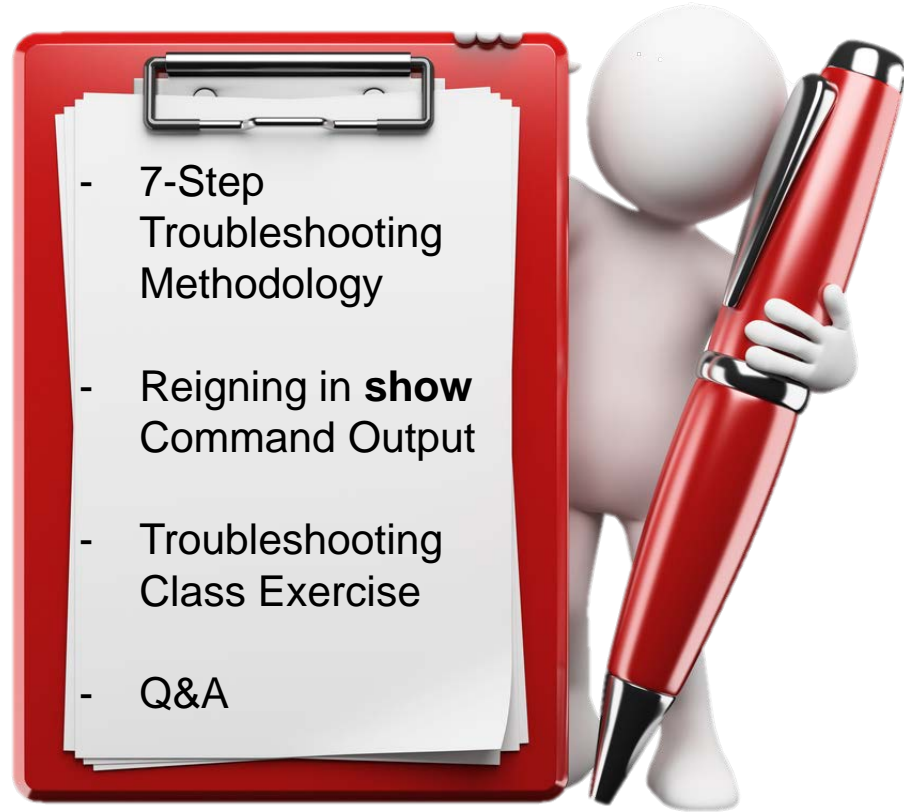 - 7-Step
Troubleshooting
Methodology
- Reigning in show
Command Output
- Troubleshooting
Class Exercise
- Q&A